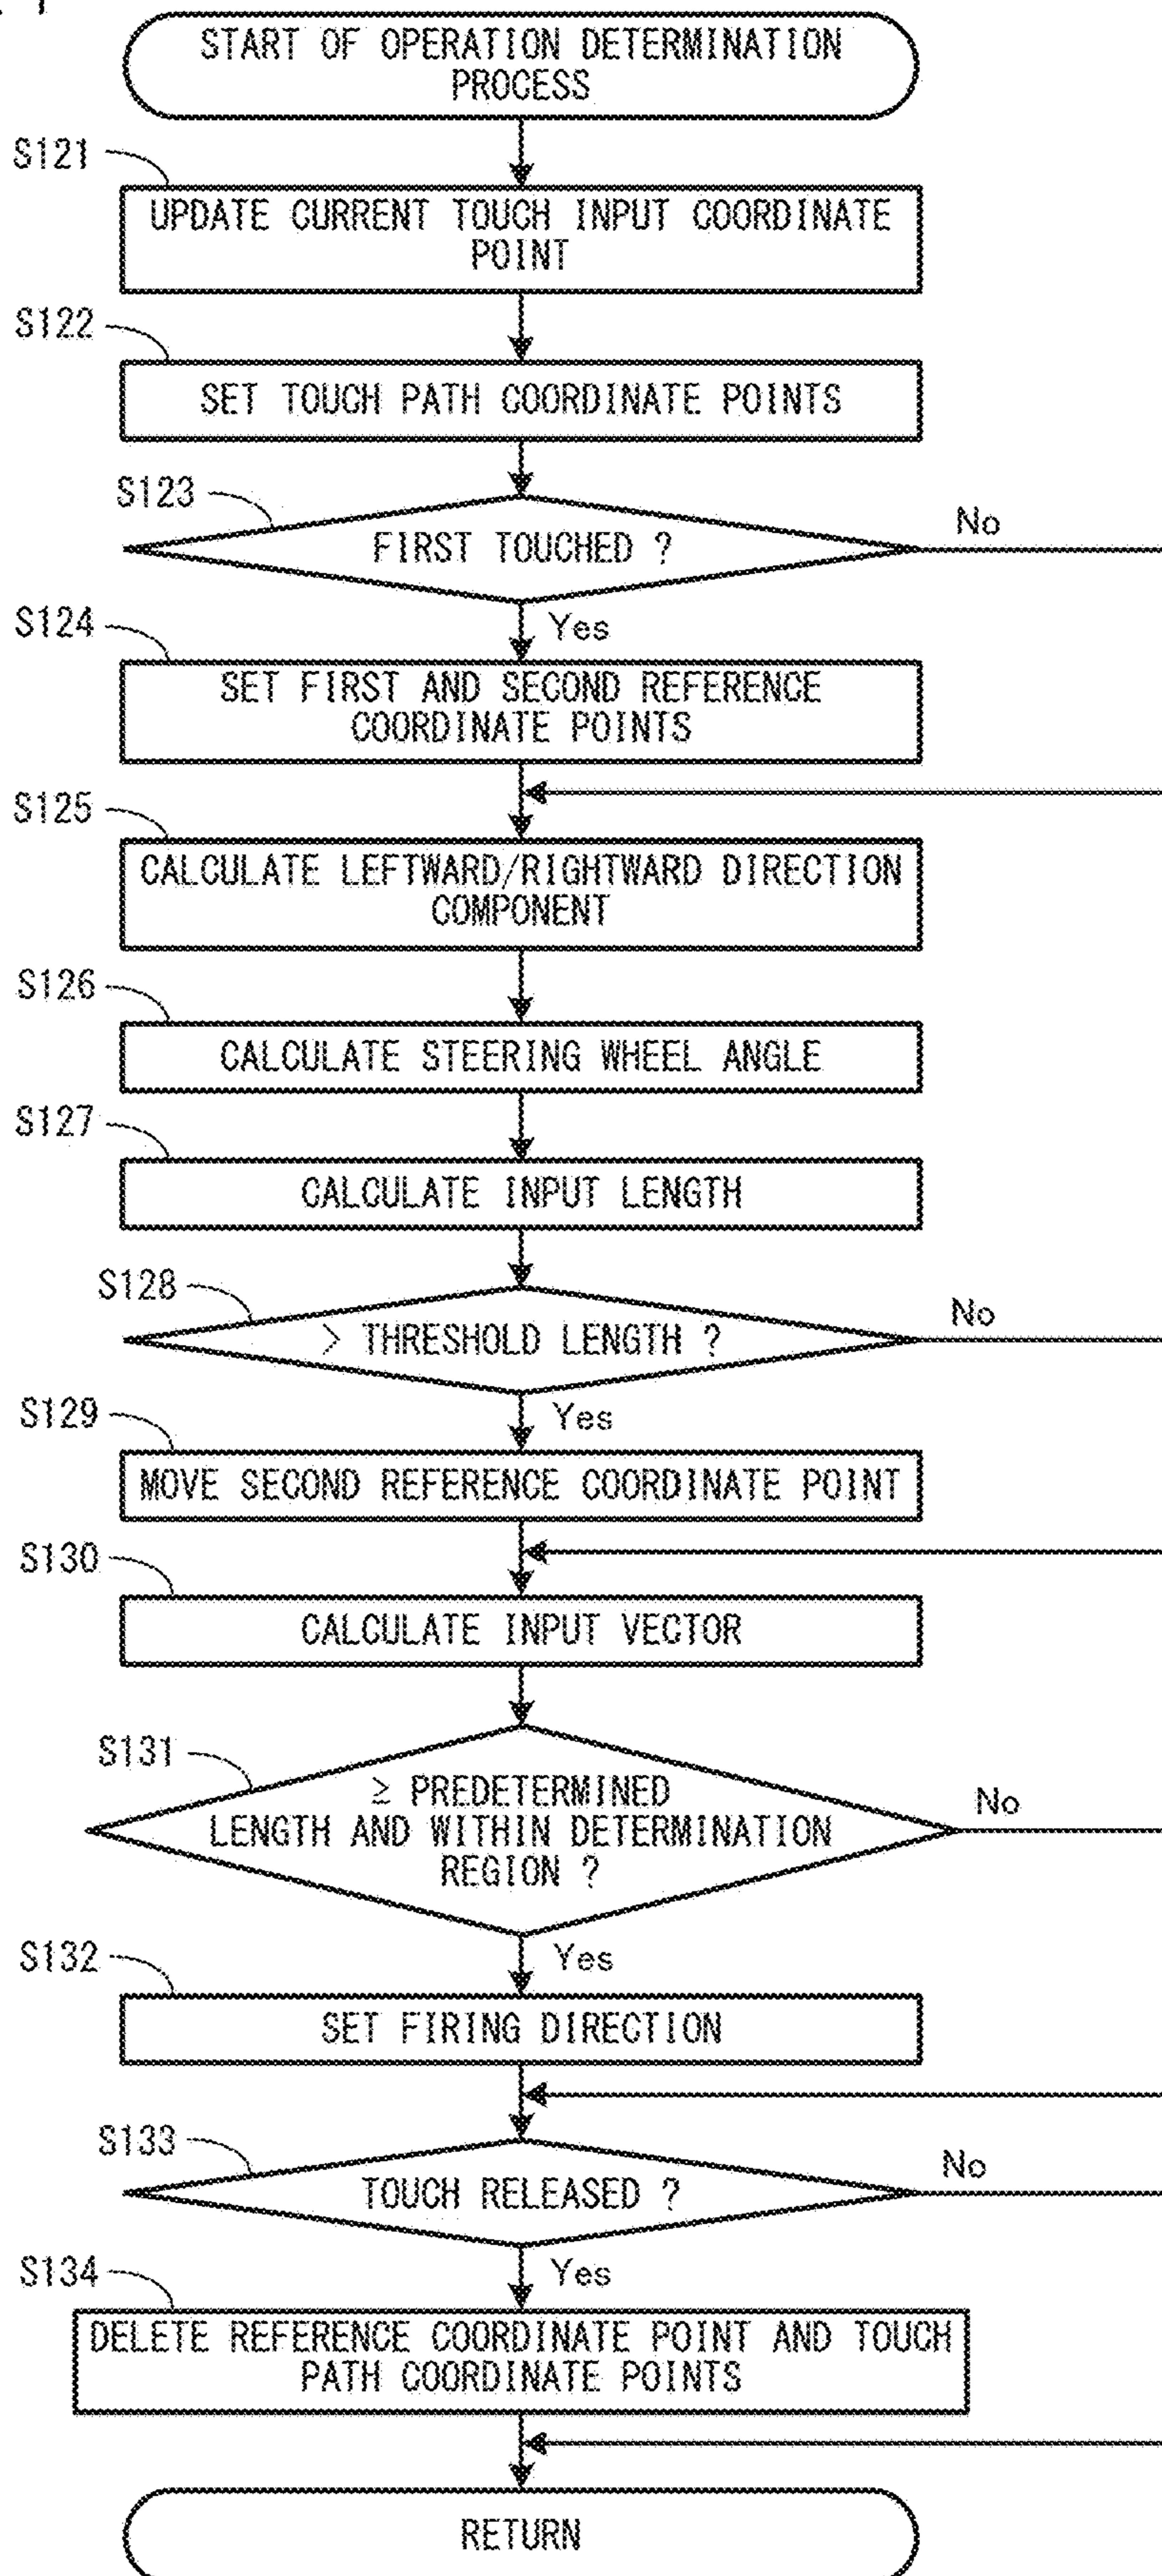 START OF OPERATION DETERMINATION
PROCESS
S121
UPDATE CURRENT TOUCH INPUT COORDINATE
POINT
S122
SET TOUCH PATH COORDINATE POINTS
S123
FIRST TOUCHED ?
No
Yes
S124
SET FIRST AND SECOND REFERENCE
COORDINATE POINTS
S125
CALCULATE LEFTWARD/RIGHTWARD DIRECTION
COMPONENT
S126
CALCULATE STEERING WHEEL ANGLE
S127
CALCULATE INPUT LENGTH
S128
> THRESHOLD LENGTH ?
No
Yes
S129
MOVE SECOND REFERENCE COORDINATE POINT
S130
CALCULATE INPUT VECTOR
S131
≥ PREDETERMINED
LENGTH AND WITHIN DETERMINATION
REGION ?
No
Yes
S132
SET FIRING DIRECTION
S133
TOUCH RELEASED ?
No
Yes
S134
DELETE REFERENCE COORDINATE POINT AND TOUCH
PATH COORDINATE POINTS
RETURN